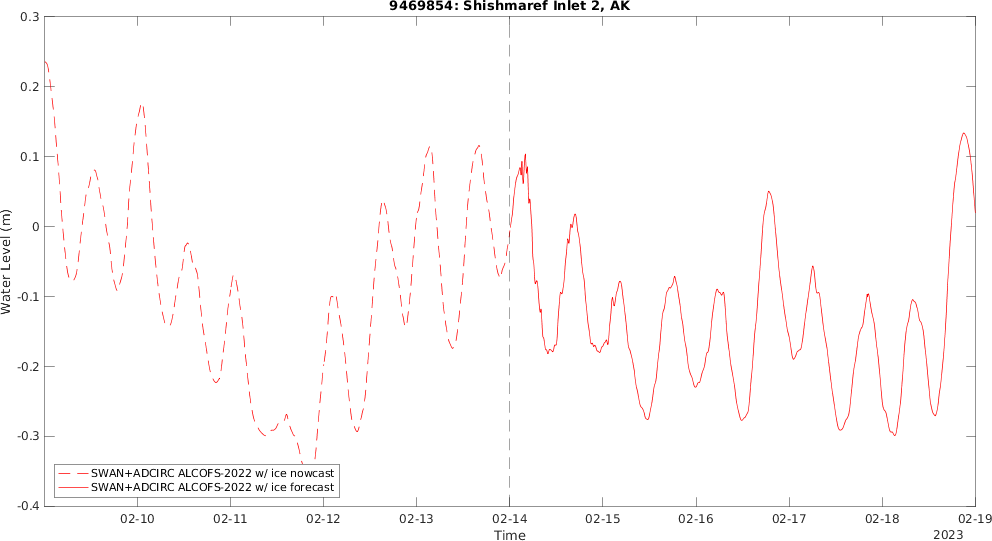 9469854: Shishmaref Inlet 2, AK
0.3
0.2
0.1
0
-0.1
-0.2
-0.3
-0.4
Water Level (m)
SWAN+ADCIRC ALCOFS-2022 w/ ice nowcast
SWAN+ADCIRC ALCOFS-2022 w/ ice forecast
02-10 02-11 02-12 02-13 02-14 02-15 02-16 02-17 02-18 02-19
Time
2023